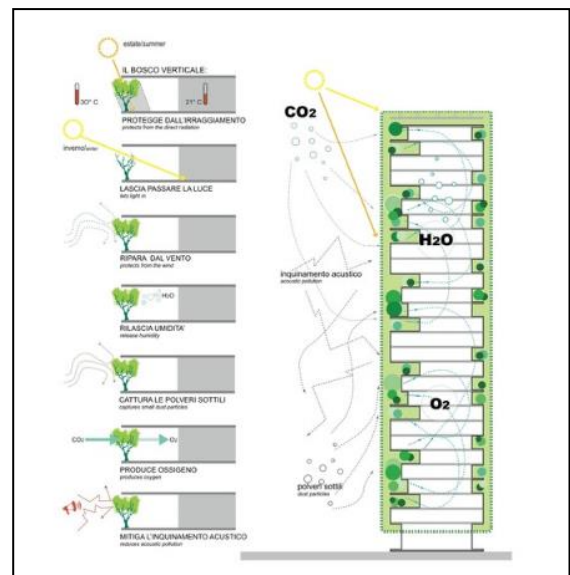 estate/summer
IL BOSCO VERTICALE:
30° C
21° C
PROTEGGE DALL'IRRAGGIAMENTO
protects from the direct radiation
inverno/winter
LASCIA PASSARE LA LUCE
lets light in
RIPARA DAL VENTO
protects from the wind
H2O
RILASCIA UMIDITA'
release humidity
CATTURA LE POLVERI SOTTILI
captures small dust particles
CO2
O2
PRODUCE OSSIGENO
produces oxygen
MITIGA L'INQUINAMENTO ACUSTICO
reduces acoustic pollution
CO2
H2O
inquinamento acustico
acoustic pollution
O2
polveri sottili
dust particles